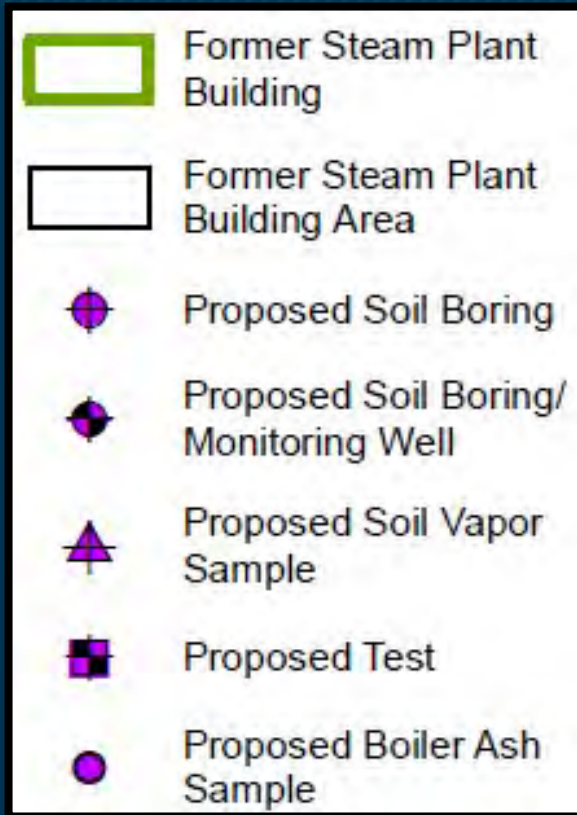 Former Steam Plant
Building
Former Steam Plant
Building Area
Proposed Soil Boring
Proposed Soil Boring/
Monitoring Well
Proposed Soil Vapor
Sample
Proposed Test
Proposed Boiler Ash
Sample